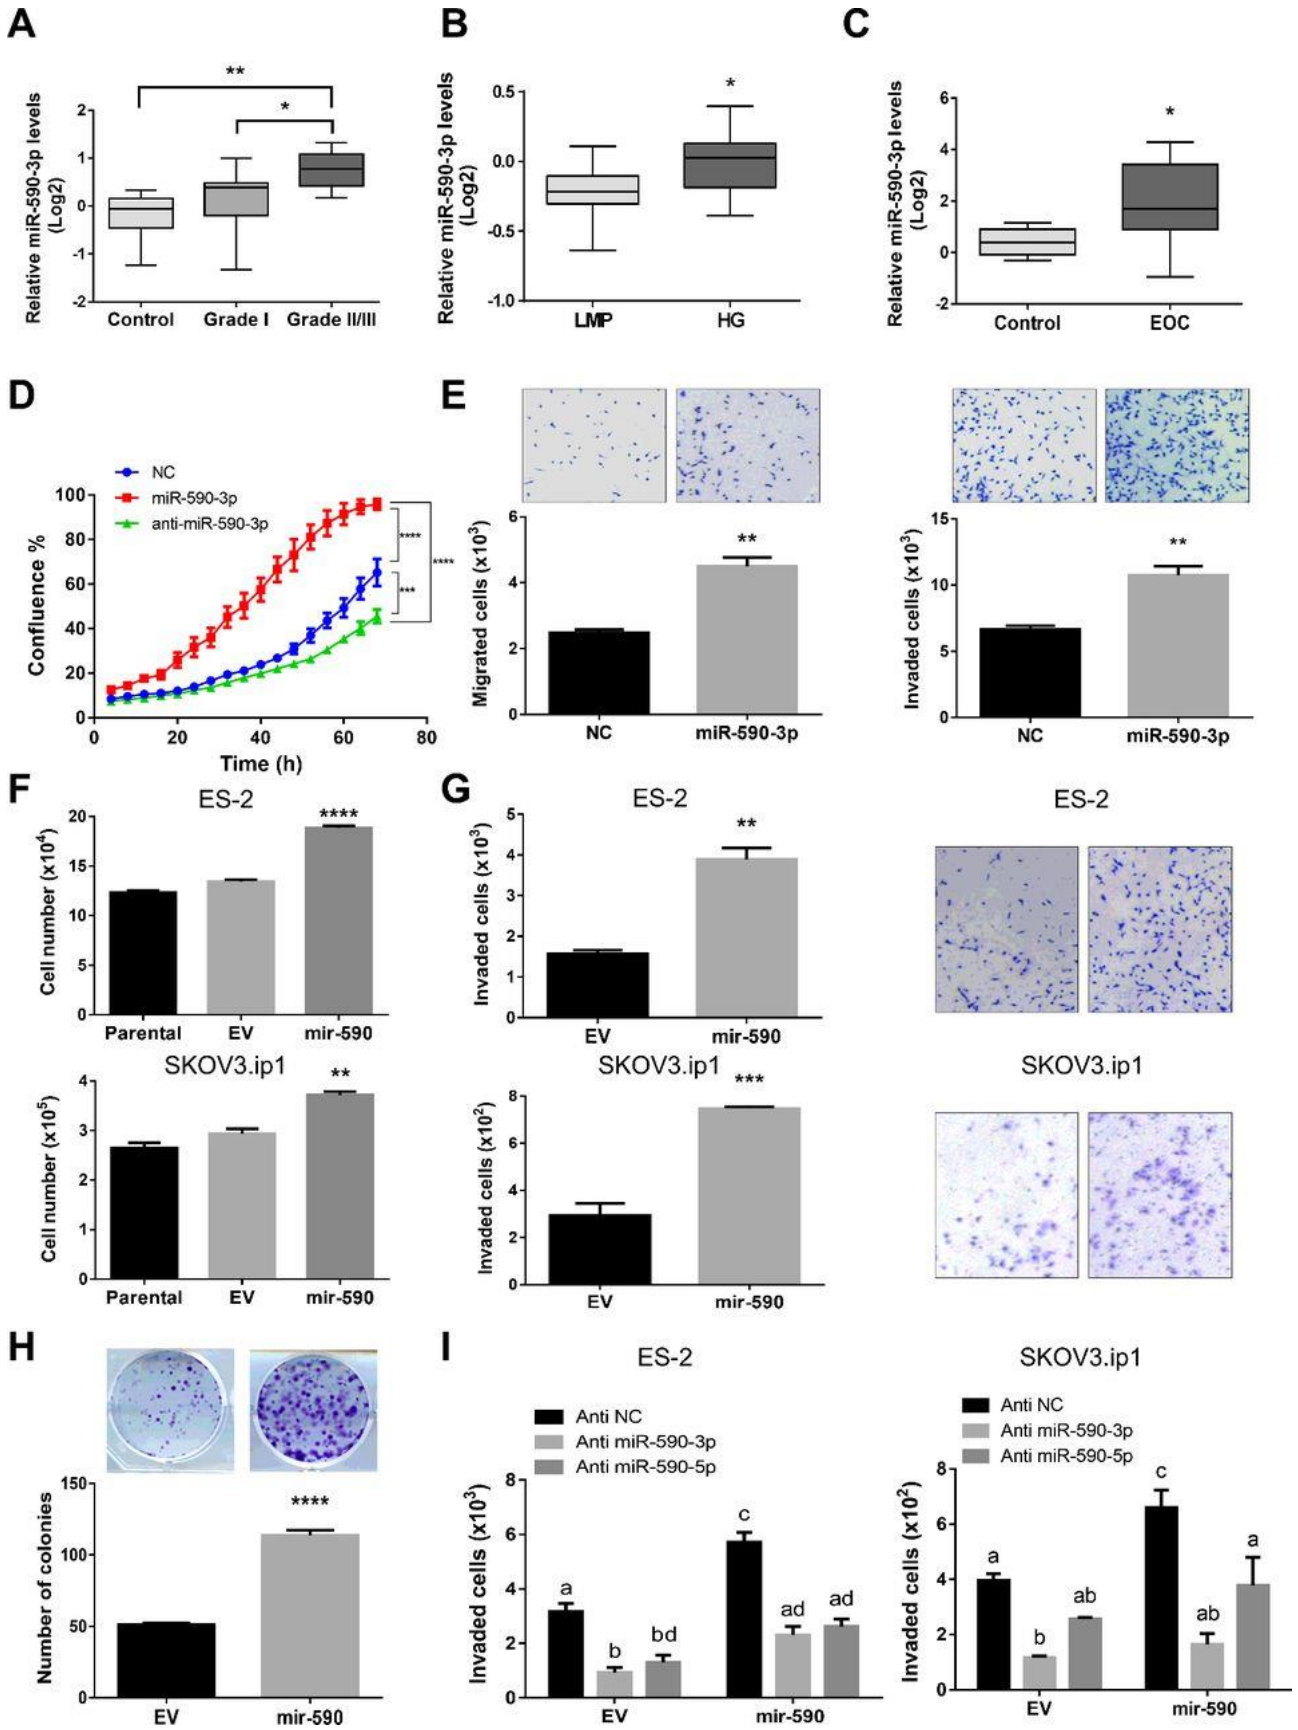 A
B
C
Relative miR-590-3p levels
(Log2)
**
*
2
1
0
-1
-2
Control
Grade I
Grade II/III
Relative miR-590-3p levels
(Log2)
*
0.5
0.0
-0.5
-1.0
LMP
HG
Relative miR-590-3p levels
(Log2)
*
6
4
2
0
-2
Control
EOC
D
NC
miR-590-3p
anti-miR-590-3p
Confluence %
100
80
60
40
20
0
****
***
****
0
20
40
60
80
Time (h)
E
Migrated cells (x10³)
6
4
2
0
**
NC
miR-590-3p
Invaded cells (x10³)
15
10
5
0
**
NC
miR-590-3p
F
ES-2
Cell number (x10⁴)
20
15
10
5
0
****
Parental
EV
mir-590
SKOV3.ip1
Cell number (x10⁵)
4
3
2
1
0
**
Parental
EV
mir-590
G
ES-2
Invaded cells (x10³)
5
4
3
2
1
0
**
EV
mir-590
ES-2
SKOV3.ip1
Invaded cells (x10²)
8
6
4
2
0
***
EV
mir-590
SKOV3.ip1
H
Number of colonies
150
100
50
0
****
EV
mir-590
I
ES-2
Anti NC
Anti miR-590-3p
Anti miR-590-5p
Invaded cells (x10³)
8
6
4
2
0
a
b
bd
c
ad
ad
EV
mir-590
SKOV3.ip1
Anti NC
Anti miR-590-3p
Anti miR-590-5p
Invaded cells (x10²)
8
6
4
2
0
a
b
ab
c
ab
a
EV
mir-590